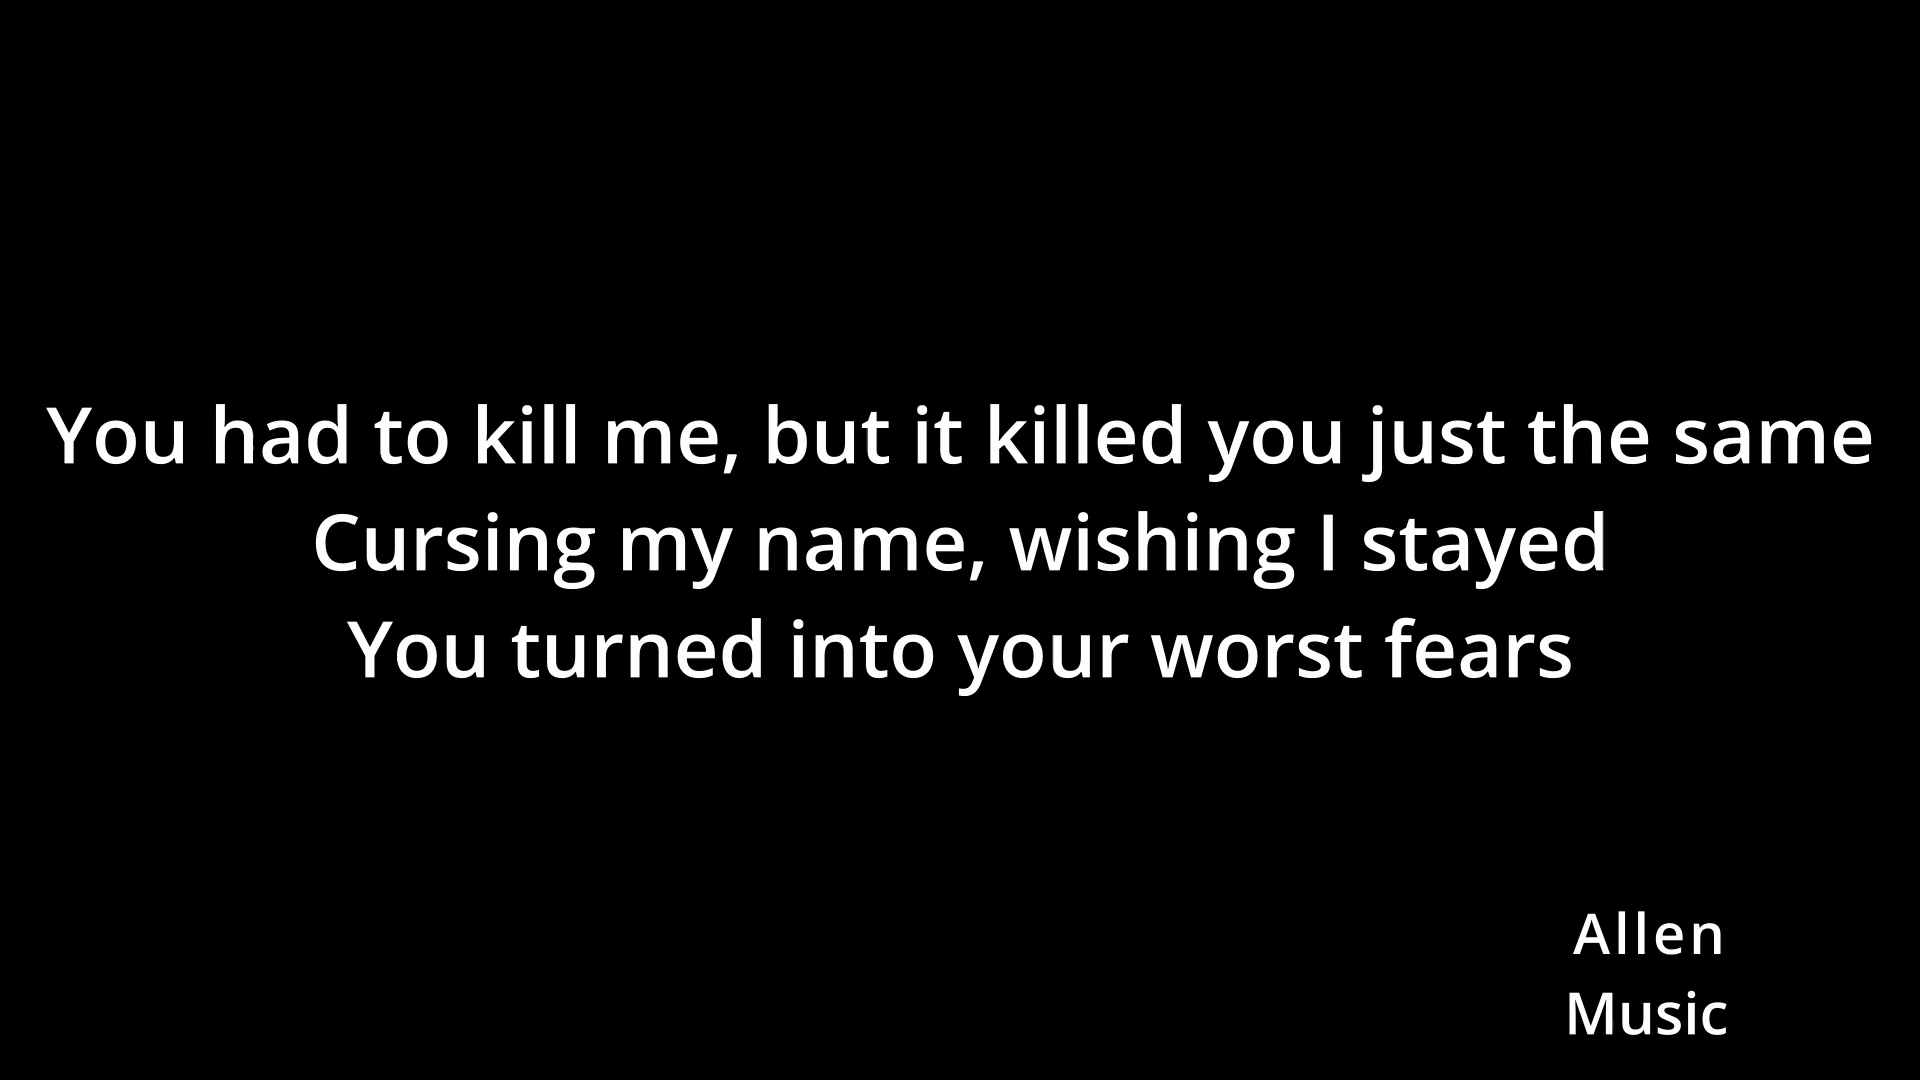 You had to kill me, but it killed you just the same
Cursing my name, wishing I stayed
You turned into your worst fears
Allen
Music